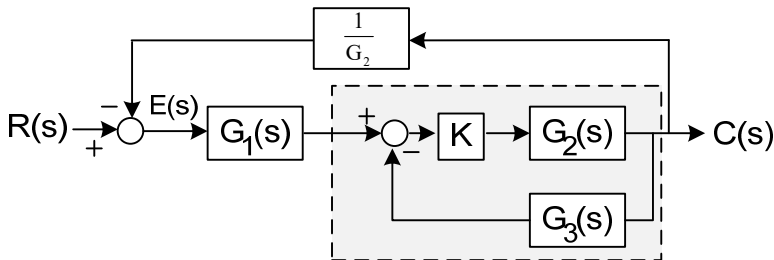 1
G₂
− E(s)
R(s) + G₁(s) + − K G₂(s) C(s)
G₃(s)